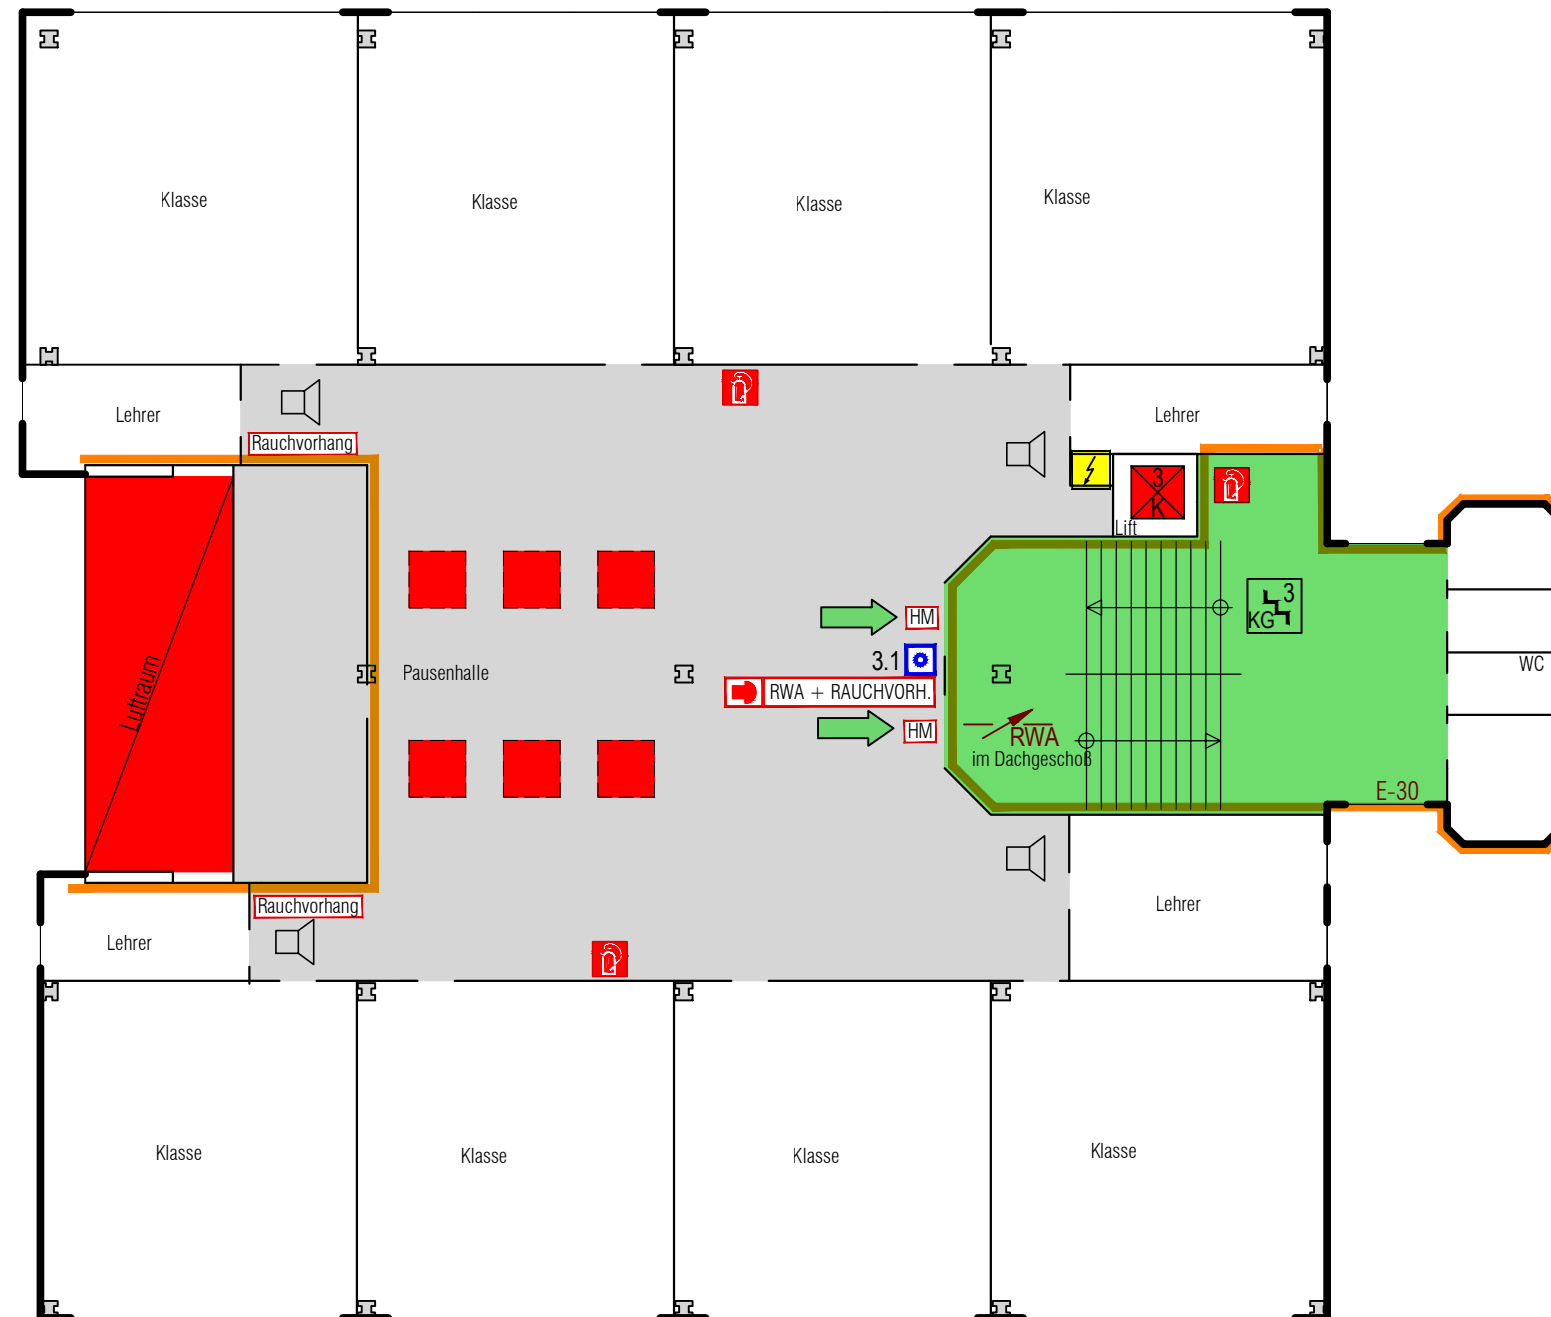 Klasse
Klasse
Klasse
Klasse
Lehrer
Lehrer
Rauchvorhang
3
K
Lift
3
KG
HM
3.1
Pausenhalle
WC
Luftraum
RWA + RAUCHVORH.
HM
RWA
im Dachgeschoß
E-30
Rauchvorhang
Lehrer
Lehrer
Klasse
Klasse
Klasse
Klasse